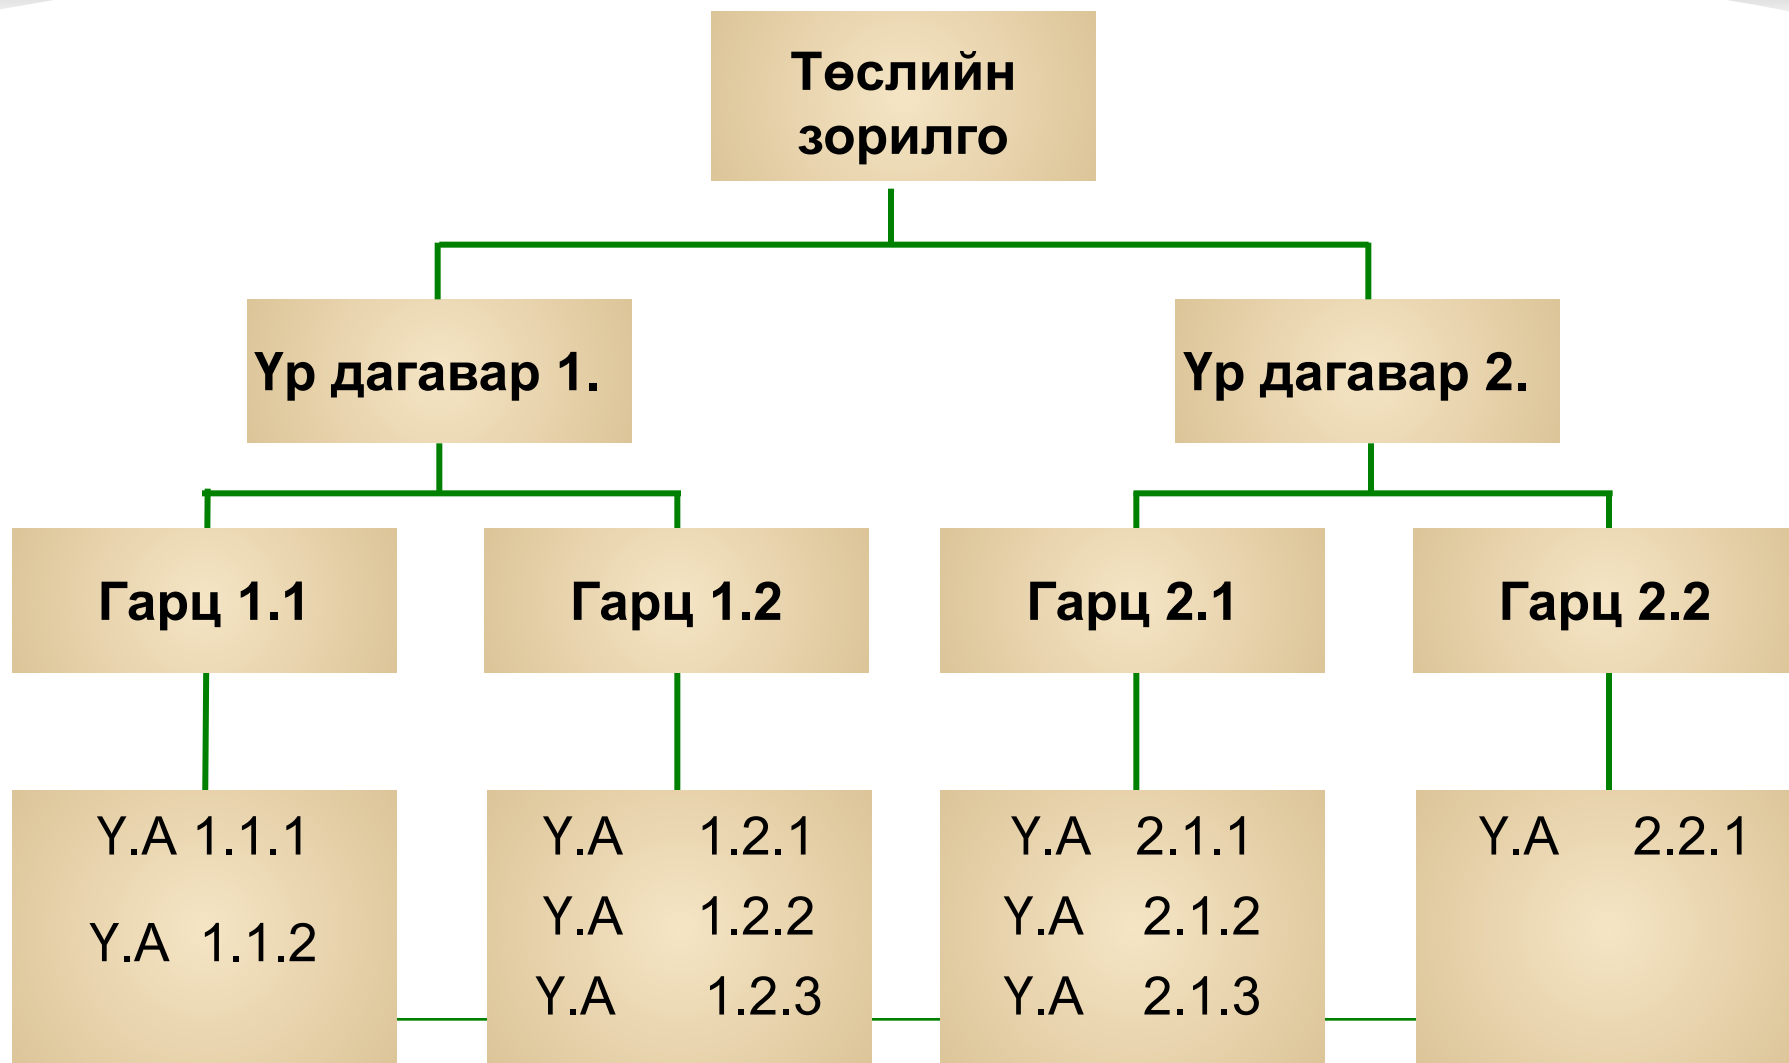 Төслийн
зорилго
Үр дагавар 1.
Үр дагавар 2.
Гарц 1.1
Гарц 1.2
Гарц 2.1
Гарц 2.2
Ү.А 1.1.1
Ү.А 1.1.2
Ү.А 1.2.1
Ү.А 1.2.2
Ү.А 1.2.3
Ү.А 2.1.1
Ү.А 2.1.2
Ү.А 2.1.3
Ү.А 2.2.1